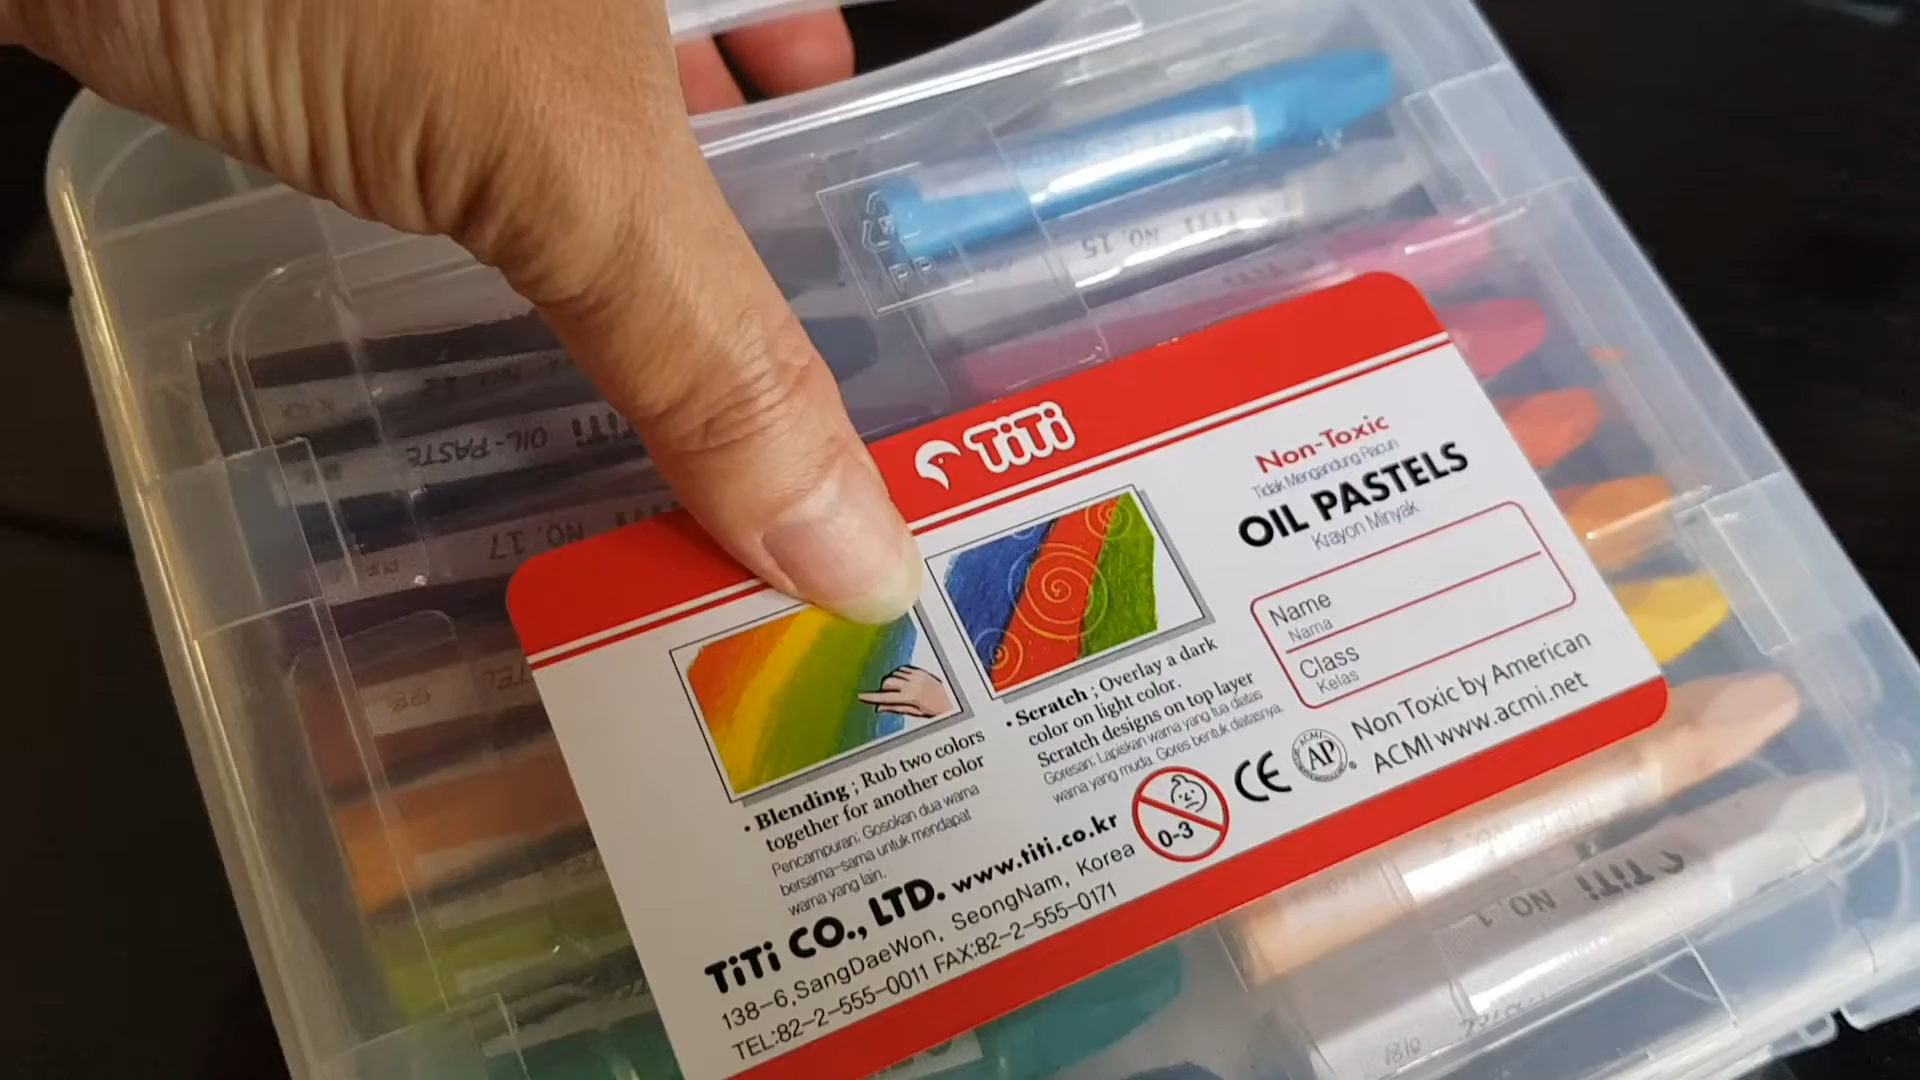 TiTi
Non-Toxic
Tidak Mengandung Racun
OIL PASTELS
Krayon Minyak
Name
Nama
Class
Kelas
• Blending ; Rub two colors
together for another color
Pencampuran; Gosokan dua warna
bersama-sama untuk mendapat
warna yang lain.
• Scratch ; Overlay a dark
color on light color.
Scratch designs on top layer
Goresan. Lapiskan warna yang tua diatas
warna yang muda. Gores bentuk diatasnya.
0-3
CE
ACMI
AP
Non Toxic by American
ACMI www.acmi.net
TiTi CO., LTD. www.titi.co.kr
138-6,SangDaeWon, SeongNam, Korea
TEL:82-2-555-0011 FAX:82-2-555-0171
NO. 15 TiTi
TiTi OIL-PASTE
NO. 17
NO. 1 TiTi
PP